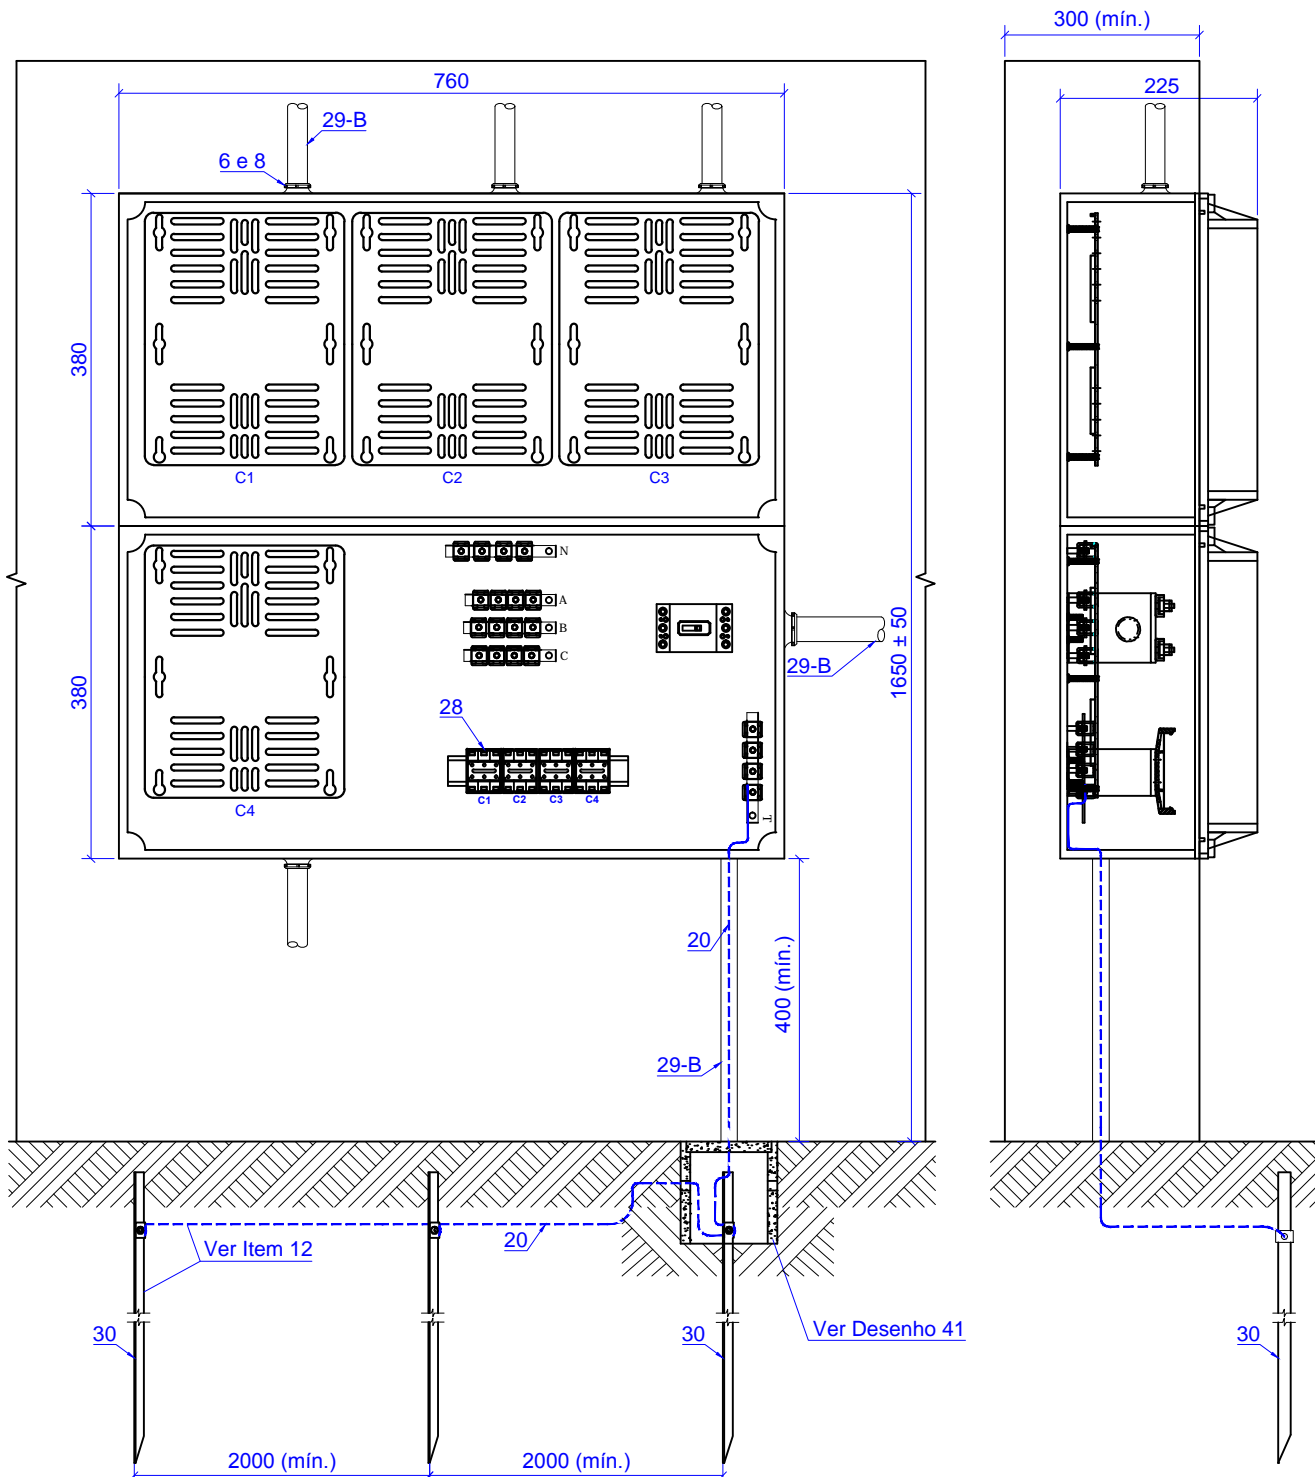 300 (mín.)
760
225
29-B
6 e 8
380
C1
C2
C3
N
A
B
C
29-B
1650 ± 50
380
28
C1
C2
C3
C4
C4
T
20
400 (mín.)
29-B
Ver Item 12
20
Ver Desenho 41
30
30
30
2000 (mín.)
2000 (mín.)